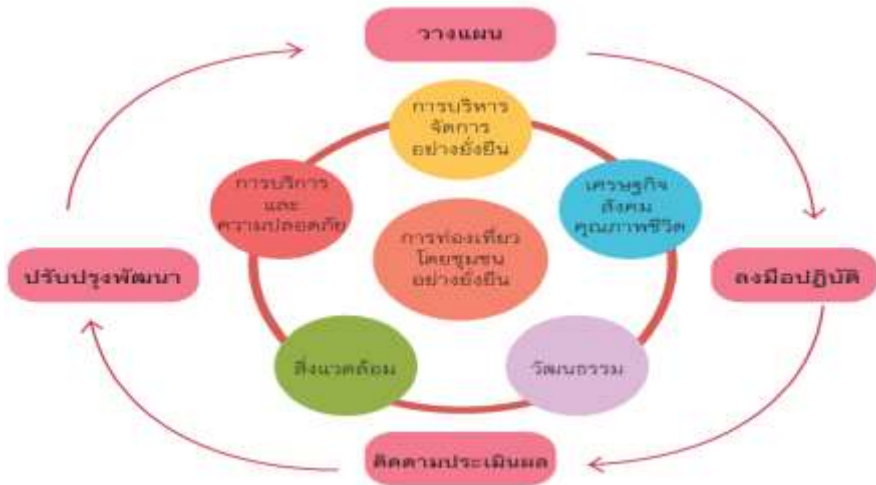 วางแผน
การบริหาร
จัดการ
อย่างยั่งยืน
การบริการ
และ
ความปลอดภัย
เศรษฐกิจ
สังคม
คุณภาพชีวิต
การท่องเที่ยว
โดยชุมชน
อย่างยั่งยืน
ปรับปรุงพัฒนา
ลงมือปฏิบัติ
สิ่งแวดล้อม
วัฒนธรรม
ติดตามประเมินผล